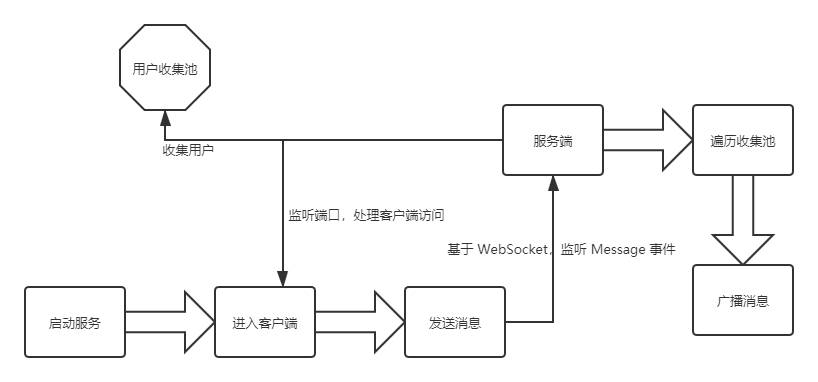 用户收集池
收集用户
服务端
遍历收集池
监听端口，处理客户端访问
基于 WebSocket，监听 Message 事件
启动服务
进入客户端
发送消息
广播消息